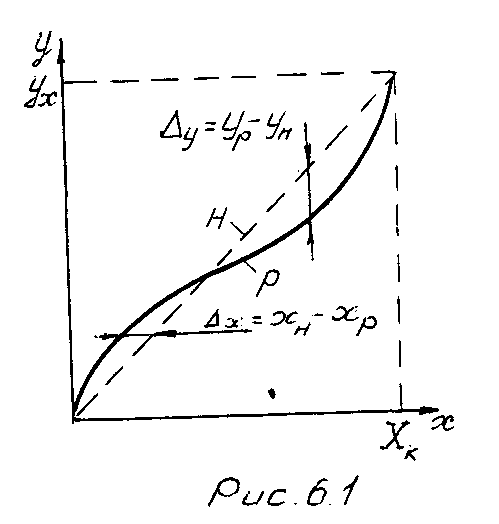 y
yx
Δy = yp - yн
н
p
Δx = xн - xp
x
Xк
Рис. 6.1